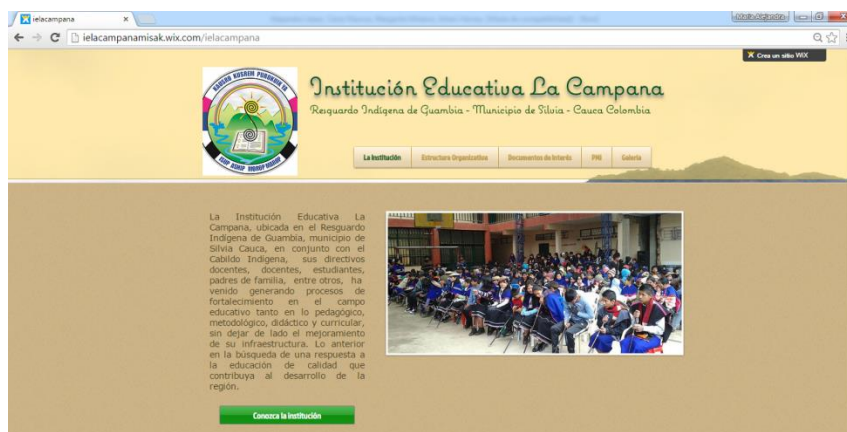 ielacampana
María Alejandra
ielacampanamisak.wix.com/ielacampana
Crea un sitio WIX
Institución Educativa La Campana
Resguardo Indígena de Guambia - Municipio de Silvia - Cauca Colombia
La Institución Estructura Organizativa Documentos de Interés PMI Galería
La Institución Educativa La
Campana, ubicada en el Resguardo
Indígena de Guambia, municipio de
Silvia Cauca, en conjunto con el
Cabildo Indígena, sus directivos
docentes, docentes, estudiantes,
padres de familia, entre otros, ha
venido generando procesos de
fortalecimiento en el campo
educativo tanto en lo pedagógico,
metodológico, didáctico y curricular,
sin dejar de lado el mejoramiento
de su infraestructura. Lo anterior
en la búsqueda de una respuesta a
la educación de calidad que
contribuya al desarrollo de la
región.
Conozca la institución